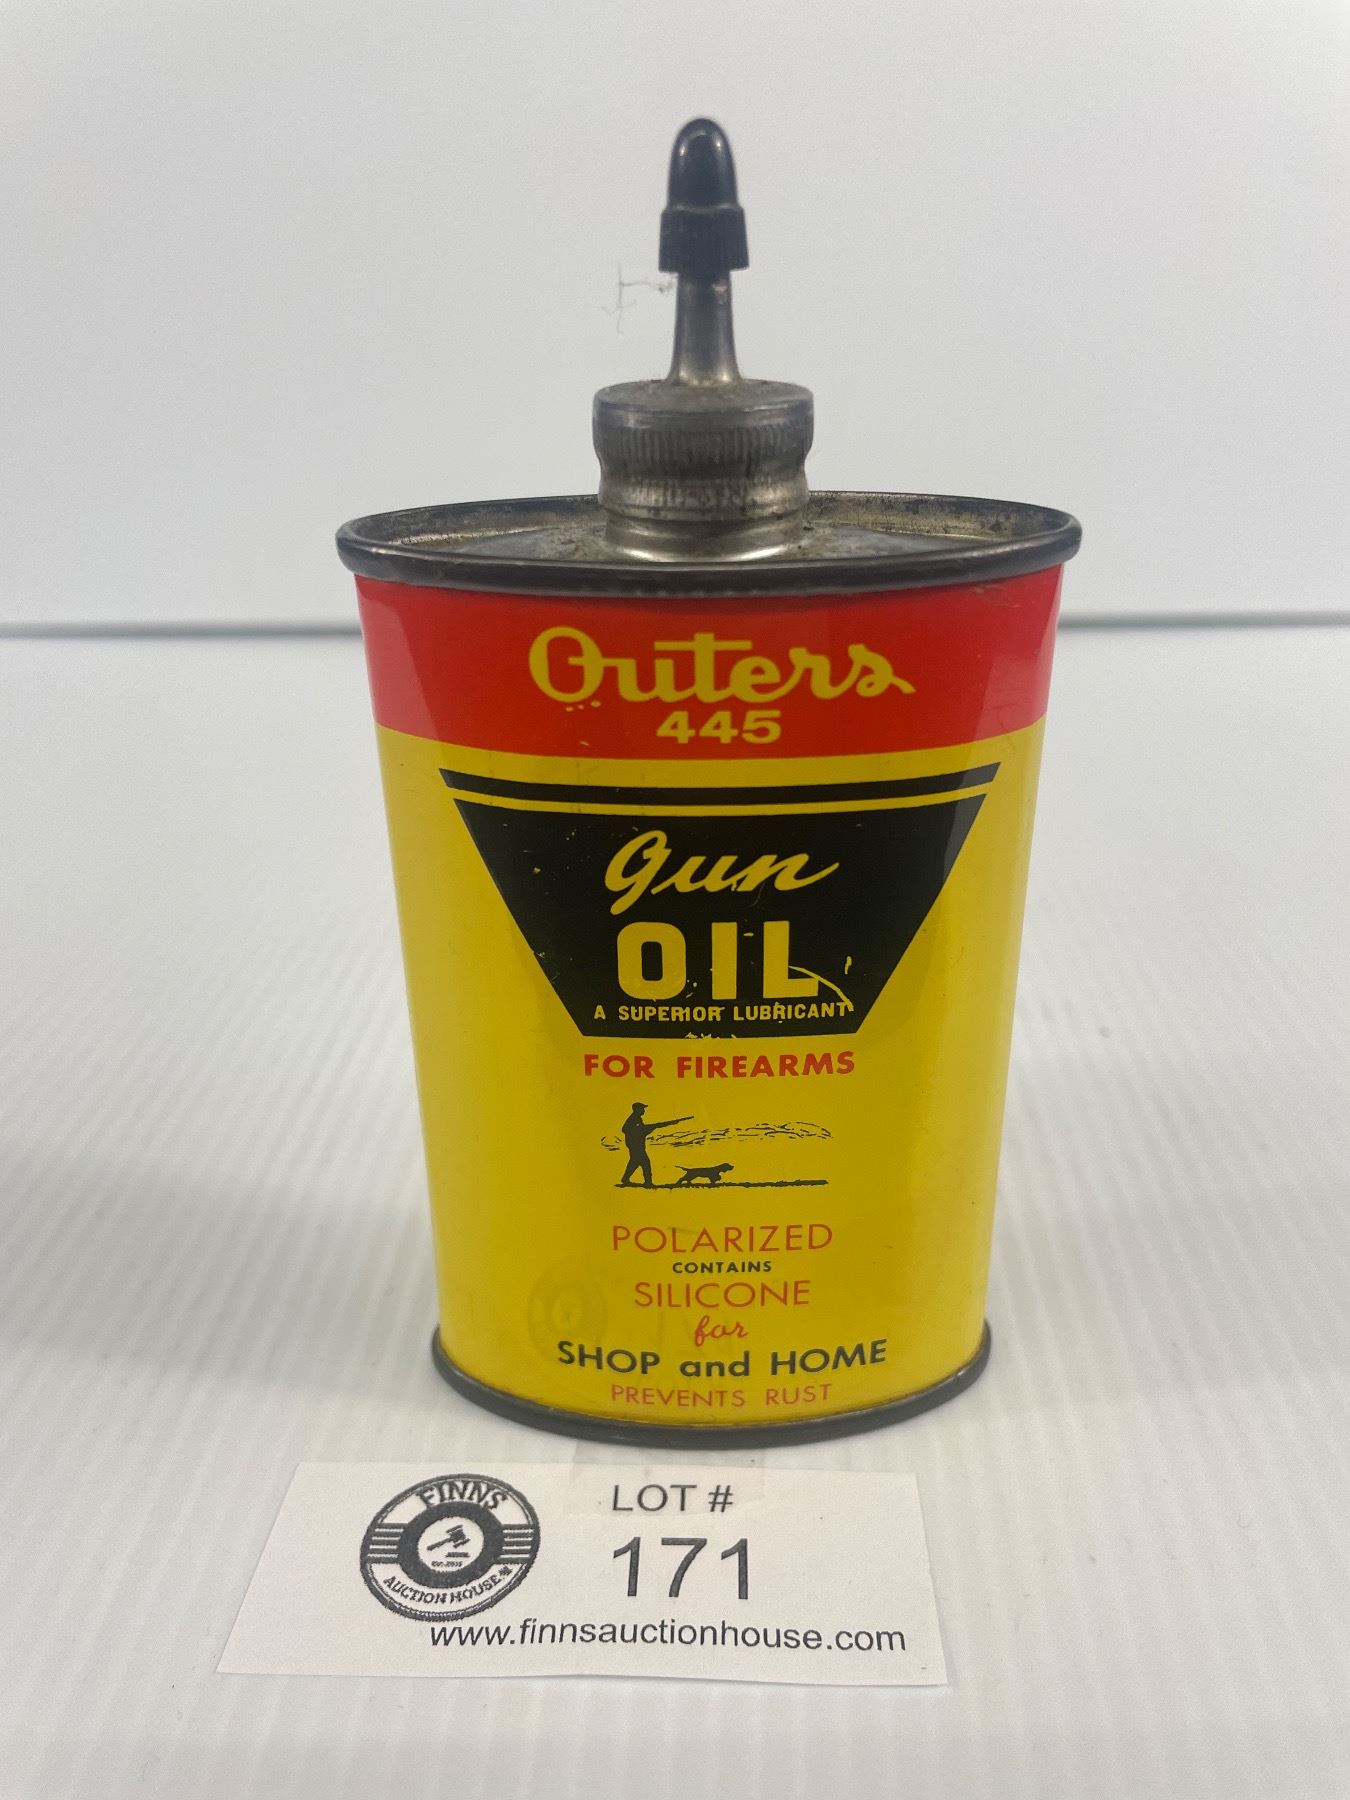 Outers
445
Gun
OIL
A SUPERIOR LUBRICANT
FOR FIREARMS
POLARIZED
CONTAINS
SILICONE
for
SHOP and HOME
PREVENTS RUST
FINNS
AUCTION HOUSE
LOT #
171
www.finnsauctionhouse.com